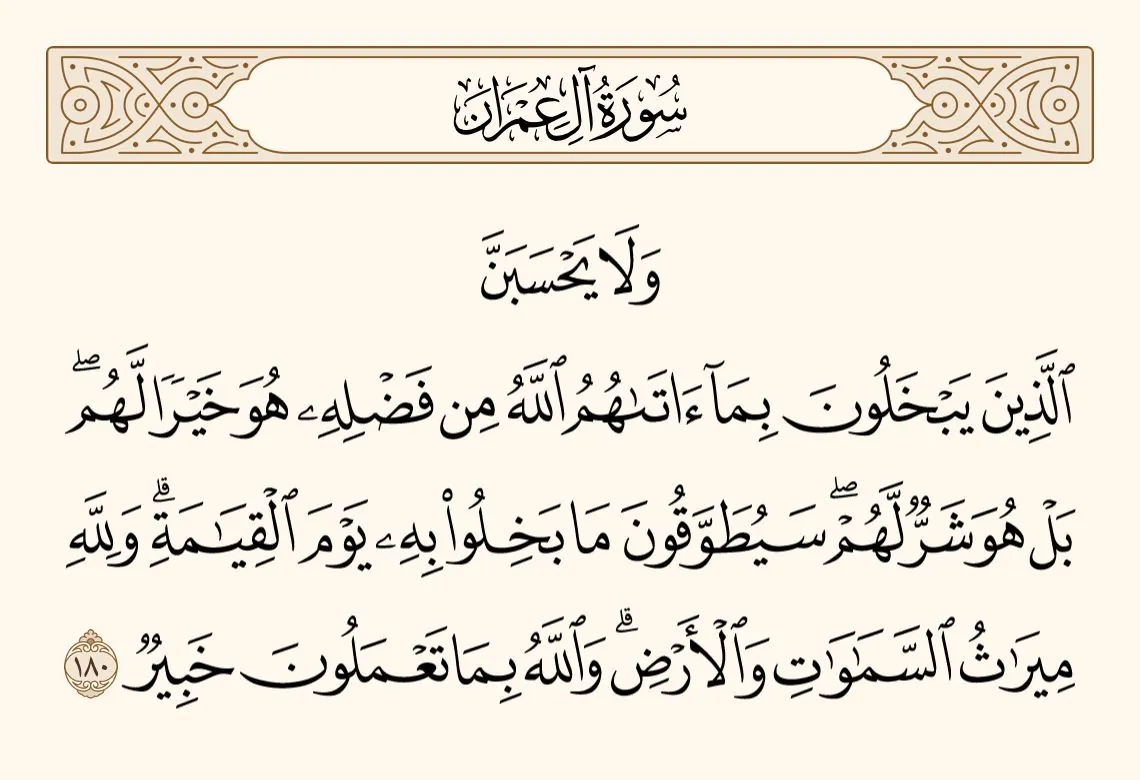 سُورَةُ آلِ عِمْرَانَ
وَلَا يَحْسَبَنَّ
ٱلَّذِينَ يَبْخَلُونَ بِمَآ ءَاتَىٰهُمُ ٱللَّهُ مِن فَضْلِهِۦ هُوَ خَيْرًا لَّهُم ۖ
بَلْ هُوَ شَرٌّ لَّهُمْ ۖ سَيُطَوَّقُونَ مَا بَخِلُوا۟ بِهِۦ يَوْمَ ٱلْقِيَـٰمَةِ ۗ وَلِلَّهِ
مِيرَٰثُ ٱلسَّمَـٰوَٰتِ وَٱلْأَرْضِ ۗ وَٱللَّهُ بِمَا تَعْمَلُونَ خَبِيرٌ ١٨٠